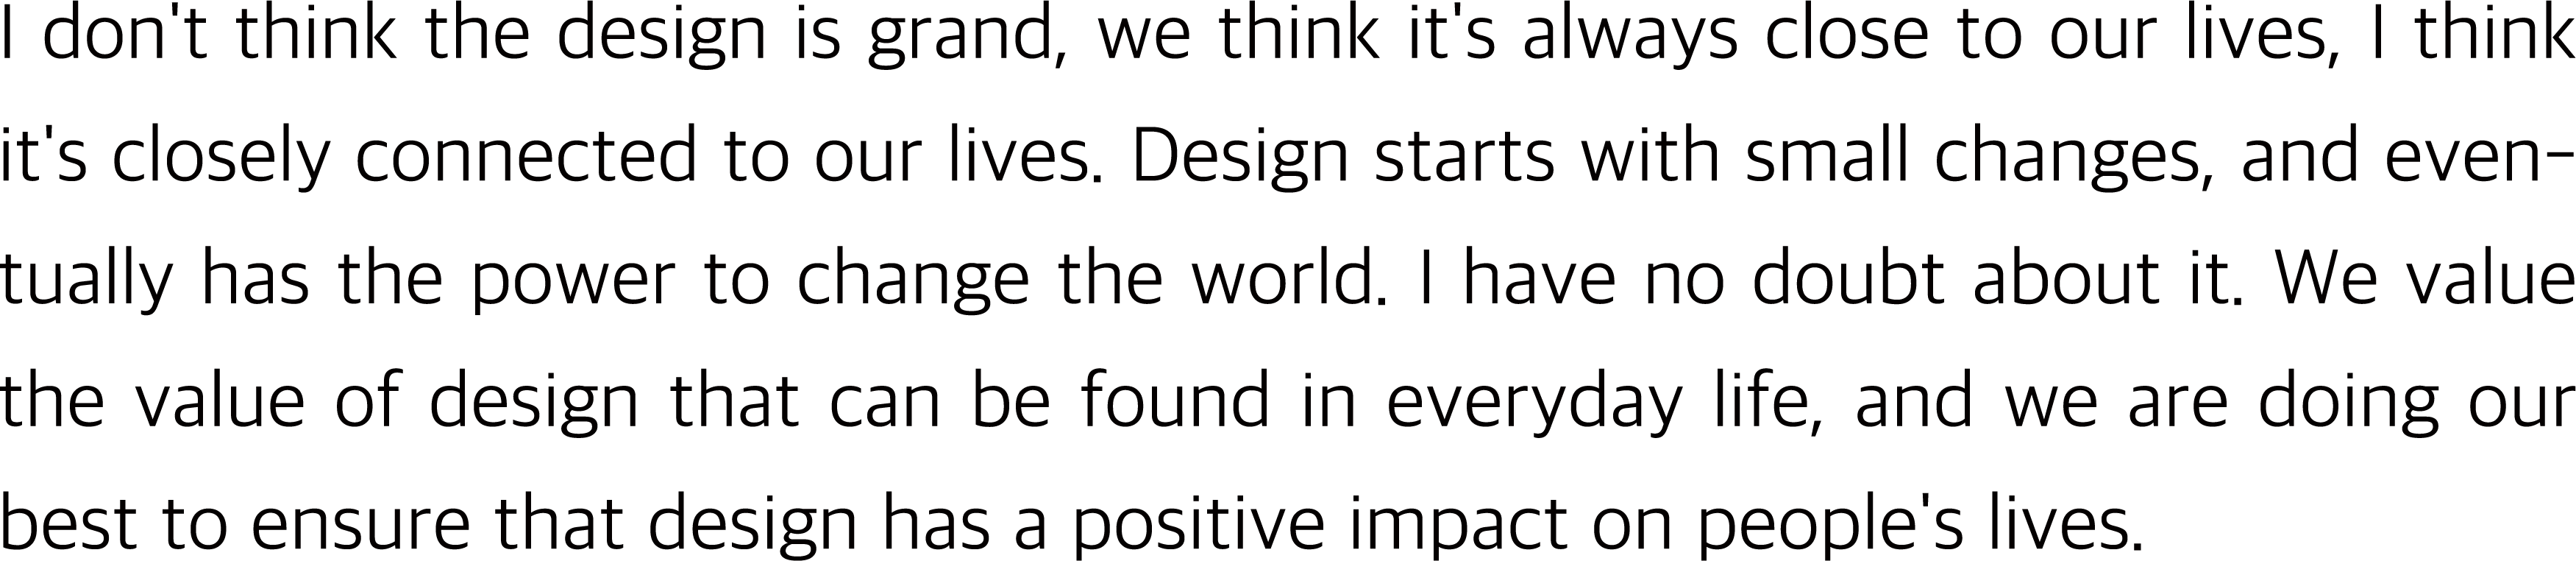 I don't think the design is grand, we think it's always close to our lives, I think
it's closely connected to our lives. Design starts with small changes, and even-
tually has the power to change the world. I have no doubt about it. We value
the value of design that can be found in everyday life, and we are doing our
best to ensure that design has a positive impact on people's lives.